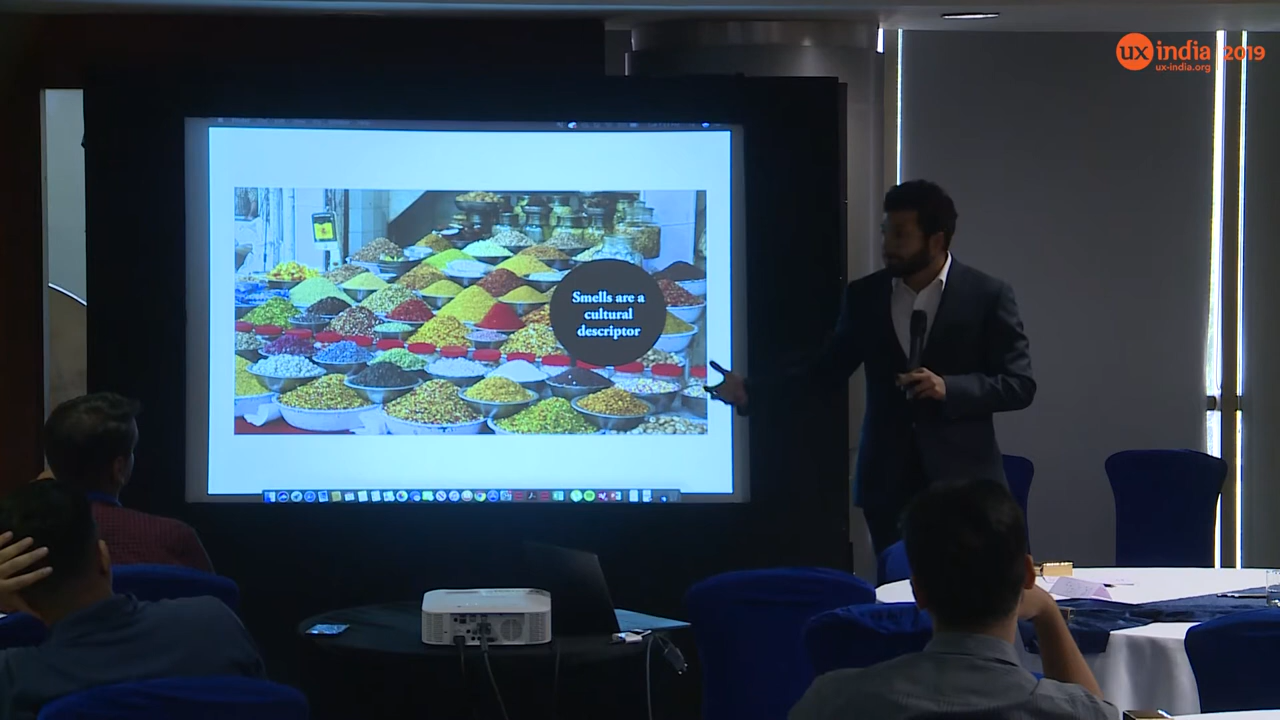 ux india 2019
ux-india.org
Smells are a
cultural
descriptor